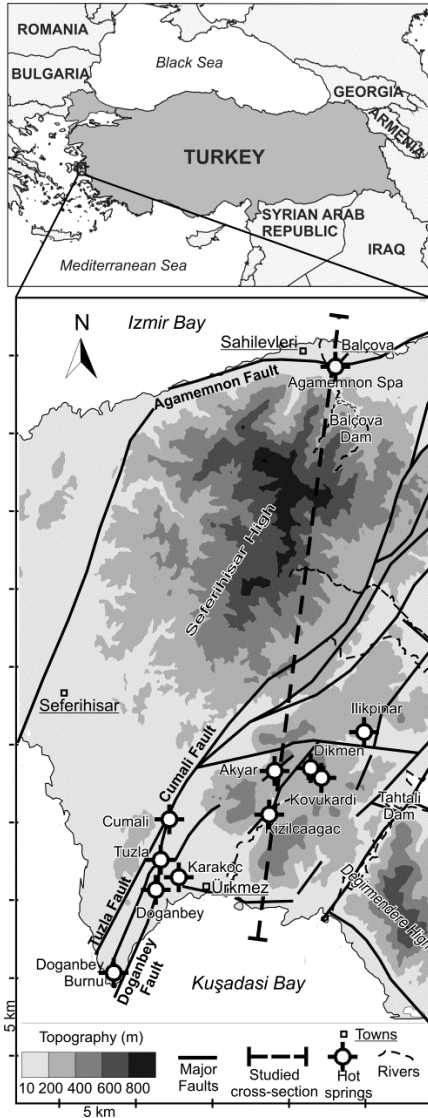 ROMANIA
Black Sea
BULGARIA
GEORGIA
ARMENIA
TURKEY
SYRIAN ARAB
REPUBLIC
IRAQ
Mediterranean Sea
N
Izmir Bay
Sahilevleri
Balçova
Agamemnon Fault
Agamemnon Spa
Balçova
Dam
Seferihisar High
Seferihisar
Ilikpinar
Cumali Fault
Akyar
Dikmen
Kovukardi
Tahtali
Dam
Cumali
Kizilcaagac
Tuzla
Karakoc
Ürkmez
Doganbey
Degirmendere High
Tuzla Fault
Doganbey
Burnu
Doganbey
Fault
Kuşadasi Bay
5 km
Topography (m)
10 200 400 600 800
Major
Faults
Studied
cross-section
Hot
springs
Towns
Rivers
5 km